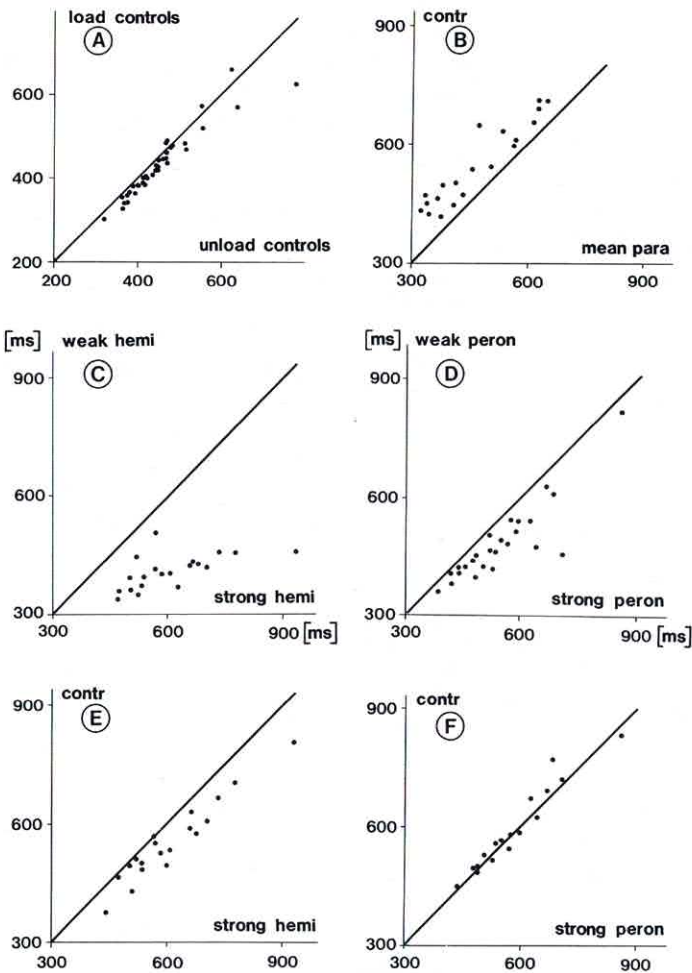 load controls
A
600
400
200
200 400 600
unload controls
contr
B
900
600
300
300 600 900
mean para
[ms] weak hemi
C
900
600
300
300 600 900 [ms]
strong hemi
[ms] weak peron
D
900
600
300
300 600 900 [ms]
strong peron
contr
E
900
600
300
300 600 900
strong hemi
contr
F
900
600
300
300 600 900
strong peron